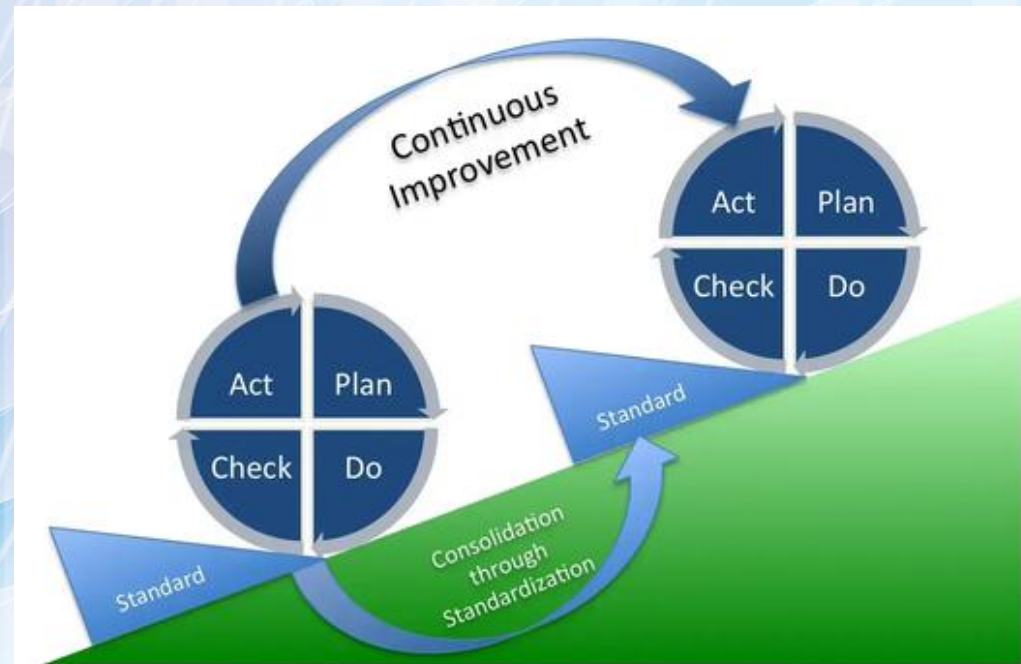 Continuous
Improvement
Act
Plan
Check
Do
Standard
Act
Plan
Check
Do
Standard
Consolidation
through
Standardization